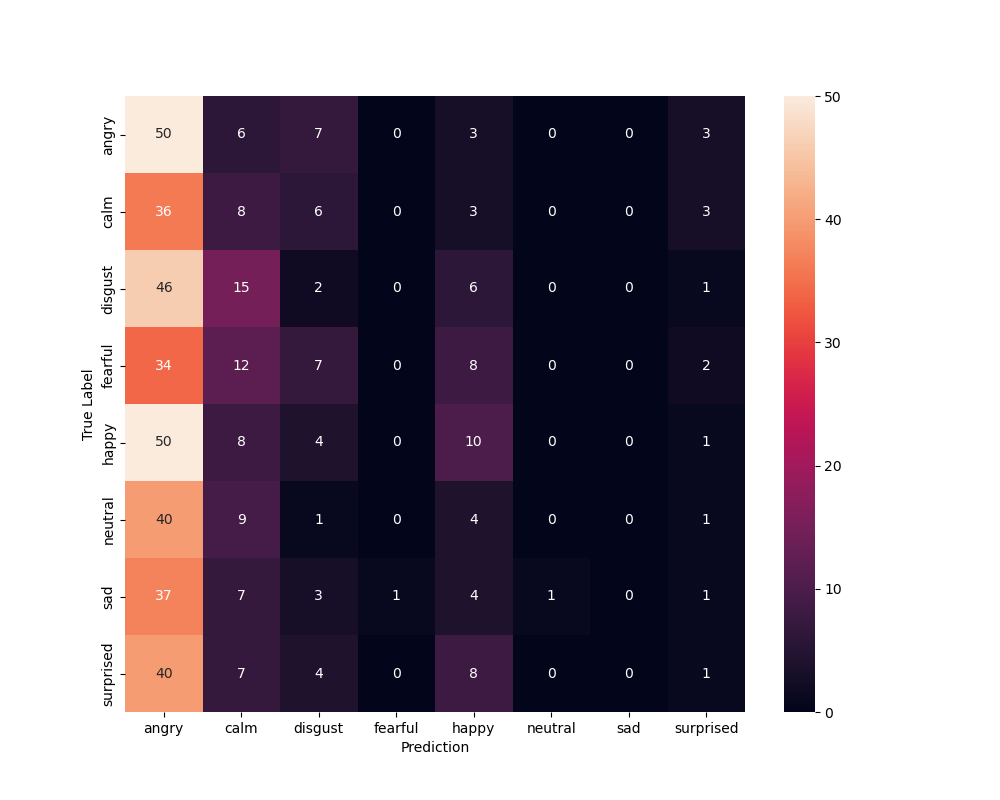 angry 50 6 7 0 3 0 0 3
calm 36 8 6 0 3 0 0 3
disgust 46 15 2 0 6 0 0 1
fearful 34 12 7 0 8 0 0 2
happy 50 8 4 0 10 0 0 1
neutral 40 9 1 0 4 0 0 1
sad 37 7 3 1 4 1 0 1
surprised 40 7 4 0 8 0 0 1
True Label
angry calm disgust fearful happy neutral sad surprised
Prediction
50
40
30
20
10
0